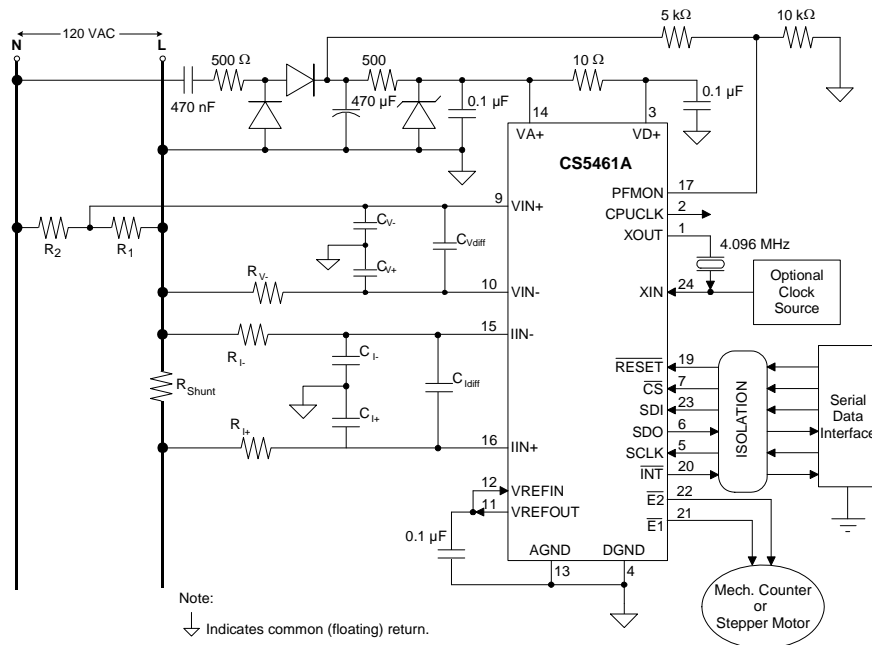 120 VAC
N
L
5 kΩ
10 kΩ
500 Ω
470 nF
500
470 µF
0.1 µF
10 Ω
0.1 µF
14
3
VA+
VD+
CS5461A
PFMON
17
CPUCLK
2
XOUT
1
4.096 MHz
XIN
24
Optional
Clock
Source
9
VIN+
R2
R1
CV-
CV+
CVdiff
RV-
10
VIN-
15
IIN-
RI-
CI-
CI+
CIdiff
RShunt
RI+
16
IIN+
RESET
19
CS
7
SDI
23
SDO
6
SCLK
5
INT
20
ISOLATION
Serial
Data
Interface
12
VREFIN
11
VREFOUT
0.1 µF
E2
22
E1
21
AGND
DGND
13
4
Mech. Counter
or
Stepper Motor
Note:
Indicates common (floating) return.